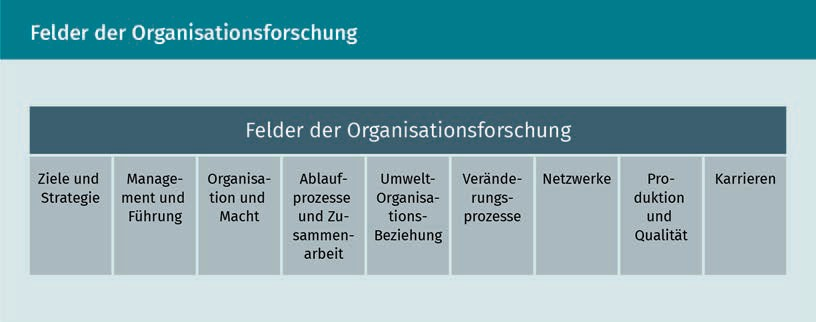 Felder der Organisationsforschung
Felder der Organisationsforschung
Ziele und
Strategie
Manage-
ment und
Führung
Organisa-
tion und
Macht
Ablauf-
prozesse
und Zu-
sammen-
arbeit
Umwelt-
Organisa-
tions-
Beziehung
Verände-
rungs-
prozesse
Netzwerke
Pro-
duktion
und
Qualität
Karrieren